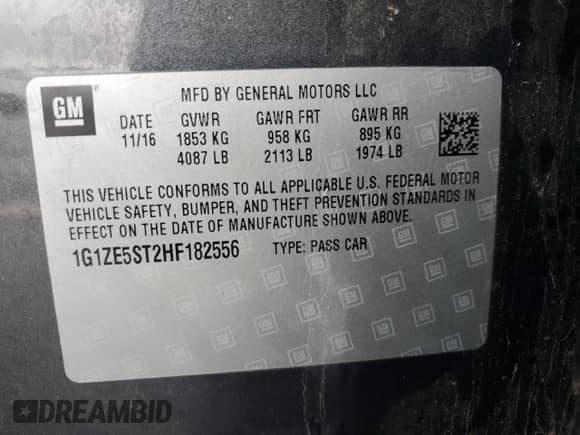 GM
MFD BY GENERAL MOTORS LLC
DATE GVWR GAWR FRT GAWR RR
11/16 1853 KG 958 KG 895 KG
4087 LB 2113 LB 1974 LB
THIS VEHICLE CONFORMS TO ALL APPLICABLE U.S. FEDERAL MOTOR
VEHICLE SAFETY, BUMPER, AND THEFT PREVENTION STANDARDS IN
EFFECT ON THE DATE OF MANUFACTURE SHOWN ABOVE.
1G1ZE5ST2HF182556 TYPE: PASS CAR
DREAMBID